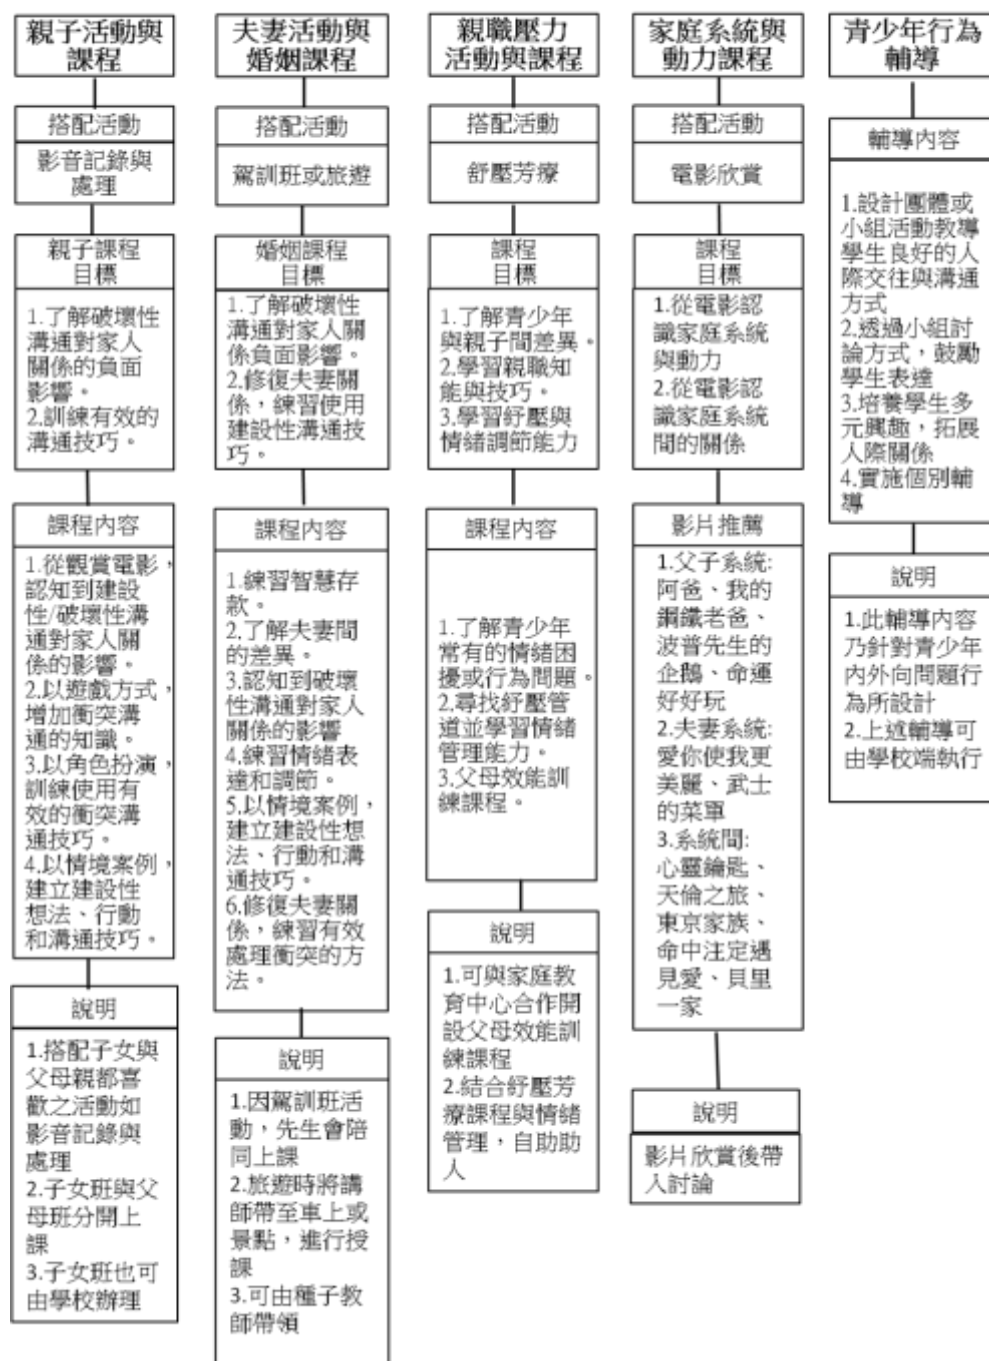 親子活動與
課程
搭配活動
影音記錄與
處理
親子課程
目標
1.了解破壞性
溝通對家人
關係的負面
影響。
2.訓練有效的
溝通技巧。
課程內容
1.從觀賞電影，
認知到建設
性/破壞性溝
通對家人關
係的影響。
2.以遊戲方式，
增加衝突溝
通的知識。
3.以角色扮演，
訓練使用有
效的衝突溝
通技巧。
4.以情境案例，
建立建設性
想法、行動
和溝通技巧。
說明
1.搭配子女與
父母親都喜
歡之活動如
影音記錄與
處理
2.子女班與父
母班分開上
課
3.子女班也可
由學校辦理
夫妻活動與
婚姻課程
搭配活動
駕訓班或旅遊
婚姻課程
目標
1.了解破壞性
溝通對家人關
係負面影響。
2.修復夫妻關
係，練習使用
建設性溝通技
巧。
課程內容
1.練習智慧存
款。
2.了解夫妻間
的差異。
3.認知到破壞
性溝通對家人
關係的影響
4.練習情緒表
達和調節
5.以情境案例，
建立建設性想
法、行動和溝
通技巧。
6.修復夫妻關
係，練習有效
處理衝突的方
法。
說明
1.因駕訓班活
動，先生會陪
同上課
2.旅遊時將講
師帶至車上或
景點，進行授
課
3.可由種子教
師帶領
親職壓力
活動與課程
搭配活動
舒壓芳療
課程
目標
1.了解青少年
與親子間差異。
2.學習親職知
能與技巧。
3.學習紓壓與
情緒調節能力
課程內容
1.了解青少年
常有的情緒困
擾或行為問題。
2.尋找紓壓管
道並學習情緒
管理能力。
3.父母效能訓
練課程。
說明
1.可與家庭教
育中心合作開
設父母效能訓
練課程
2.結合紓壓芳
療課程與情緒
管理，自助助
人
家庭系統與
動力課程
搭配活動
電影欣賞
課程
目標
1.從電影認
識家庭系統
與動力
2.從電影認
識家庭系統
間的關係
影片推薦
1.父子系統:
阿爸、我的
鋼鐵老爸、
波普先生的
企鵝、命運
好好玩
2.夫妻系統:
愛你使我更
美麗、武士
的菜單
3.系統間:
心靈鑰匙、
天倫之旅、
東京家族、
命中注定遇
見愛、貝里
一家
說明
影片欣賞後帶
入討論
青少年行為
輔導
輔導內容
1.設計團體或
小組活動教導
學生良好的人
際交往與溝通
方式
2.透過小組討
論方式，鼓勵
學生表達
3.培養學生多
元興趣，拓展
人際關係
4.實施個別輔
導
說明
1.此輔導內容
乃針對青少年
內外向問題行
為所設計
2.上述輔導可
由學校端執行